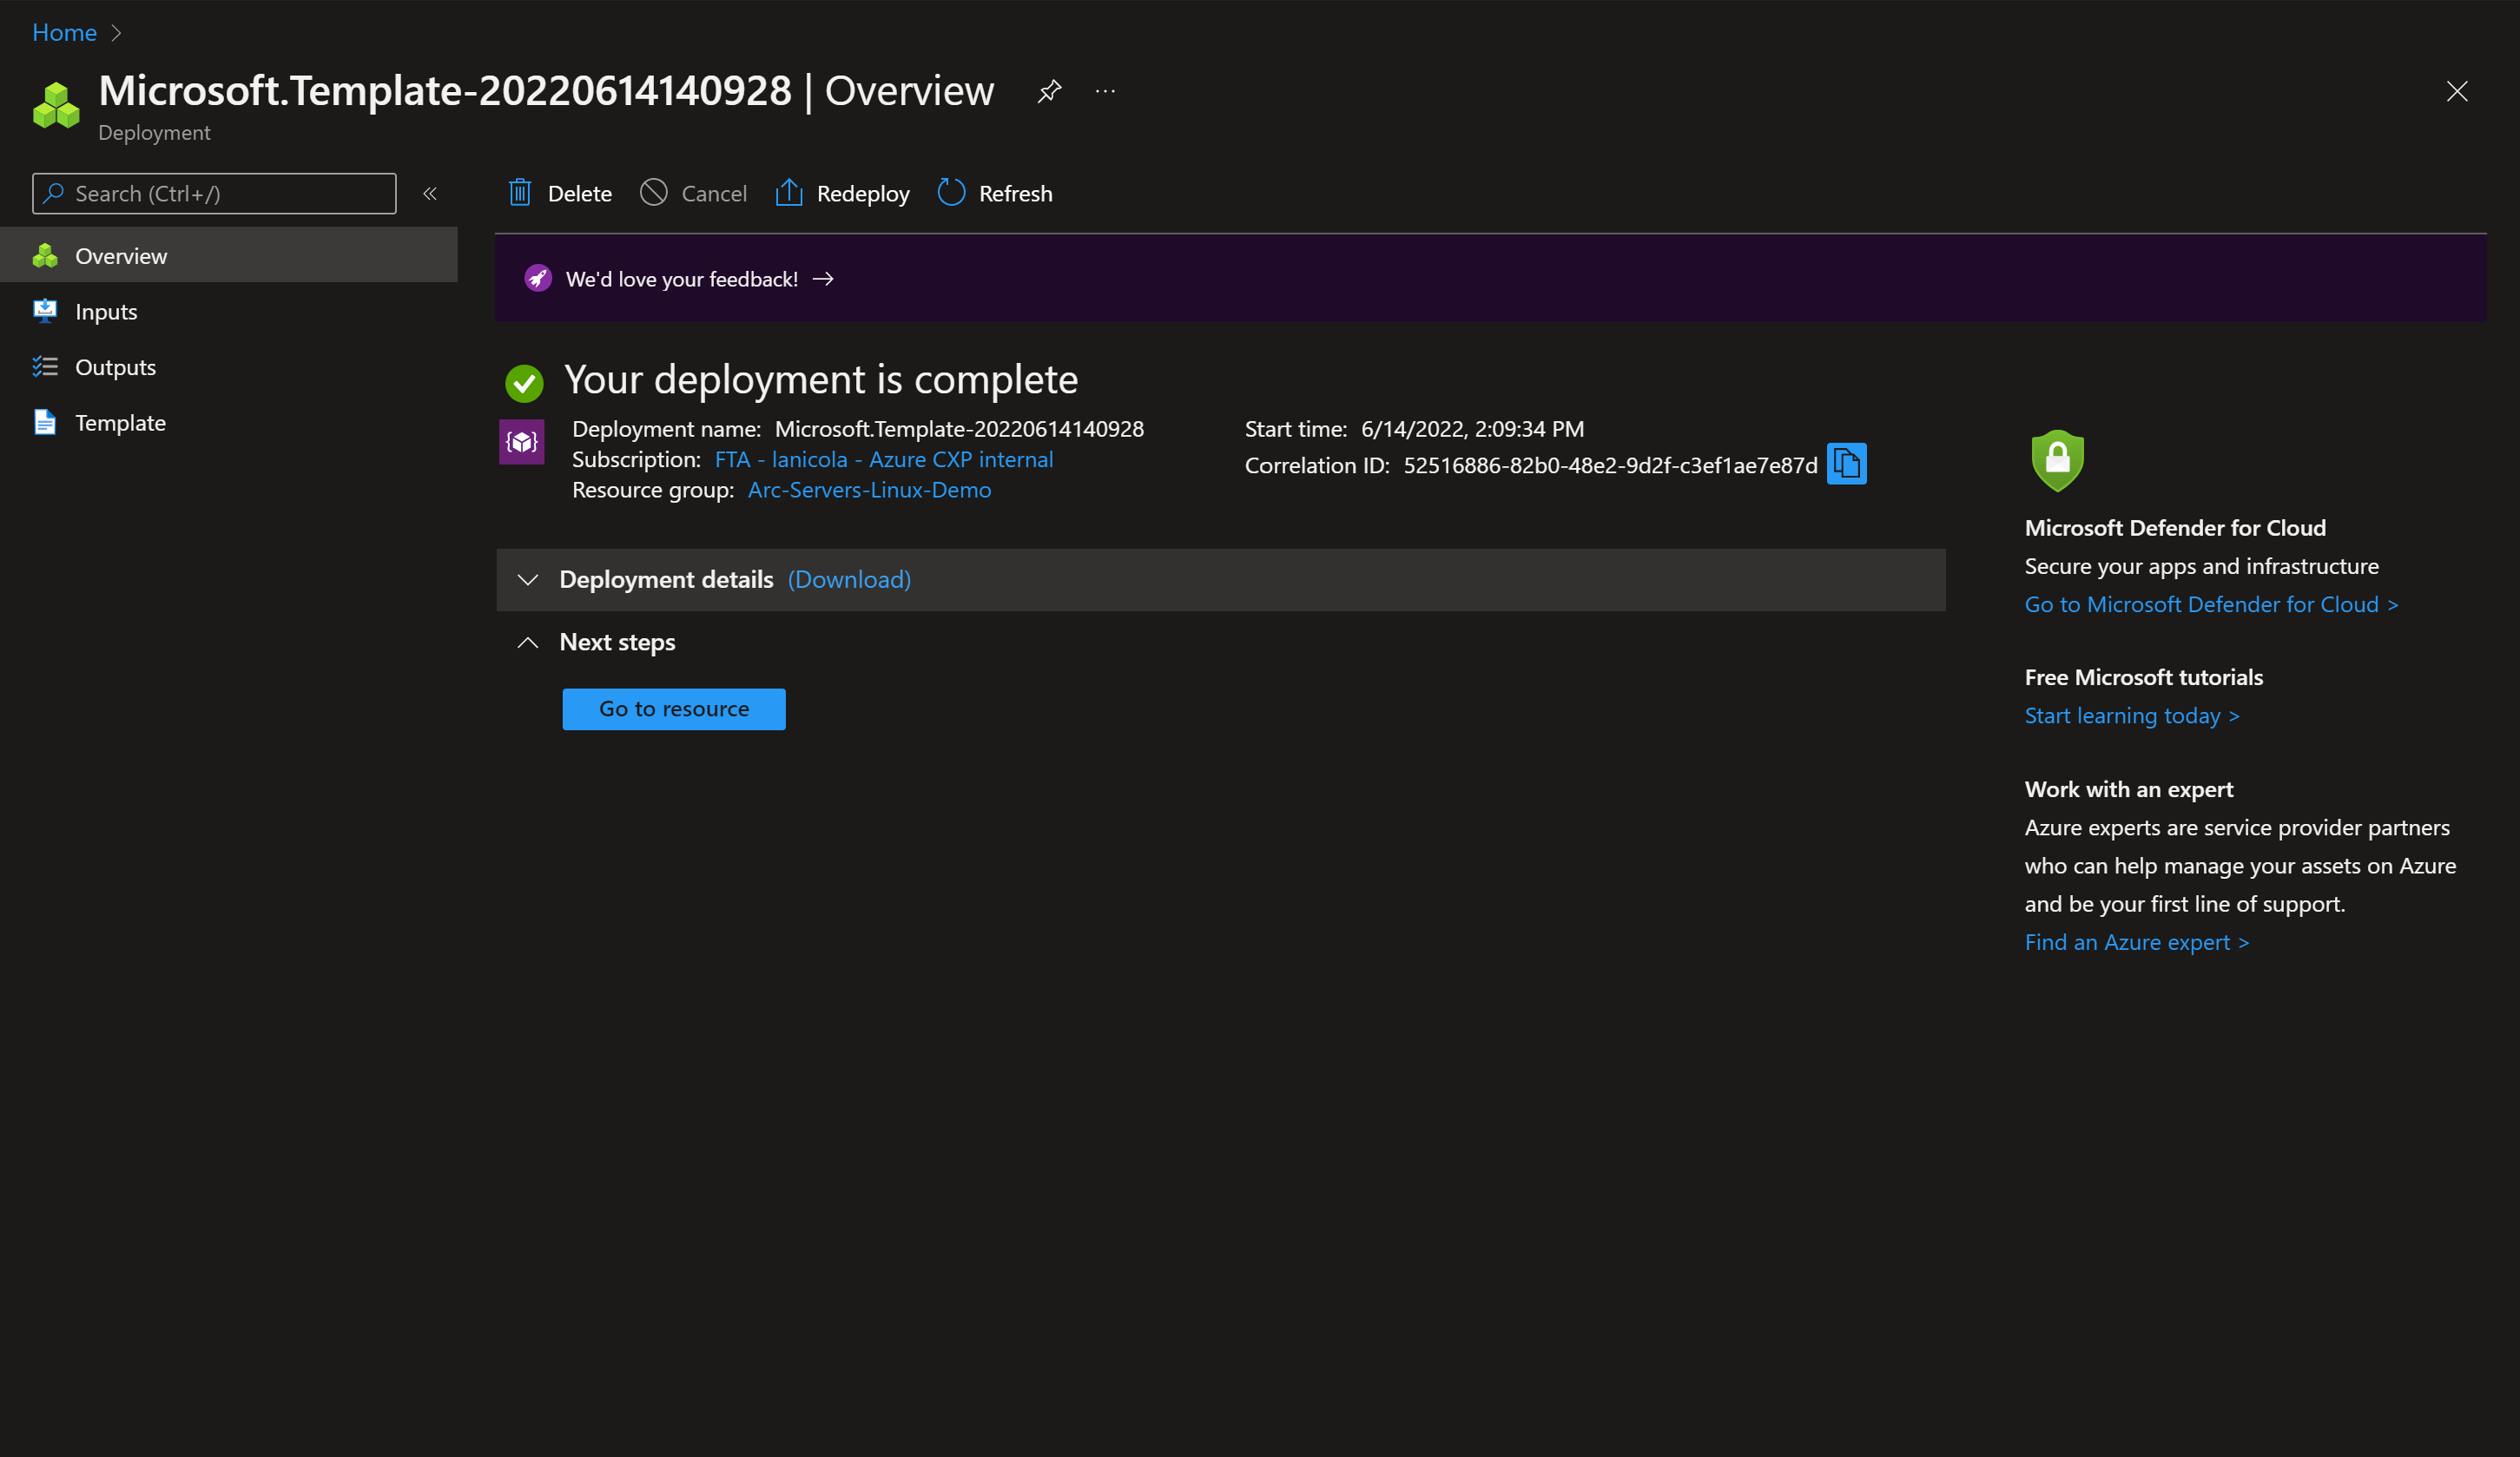 Home
Microsoft.Template-20220614140928 | Overview
Deployment
Search (Ctrl+/)
Overview
Inputs
Outputs
Template
Delete
Cancel
Redeploy
Refresh
We'd love your feedback!
Your deployment is complete
Deployment name: Microsoft.Template-20220614140928
Subscription: FTA - lanicola - Azure CXP internal
Resource group: Arc-Servers-Linux-Demo
Start time: 6/14/2022, 2:09:34 PM
Correlation ID: 52516886-82b0-48e2-9d2f-c3ef1ae7e87d
Deployment details (Download)
Next steps
Go to resource
Microsoft Defender for Cloud
Secure your apps and infrastructure
Go to Microsoft Defender for Cloud >
Free Microsoft tutorials
Start learning today >
Work with an expert
Azure experts are service provider partners
who can help manage your assets on Azure
and be your first line of support.
Find an Azure expert >